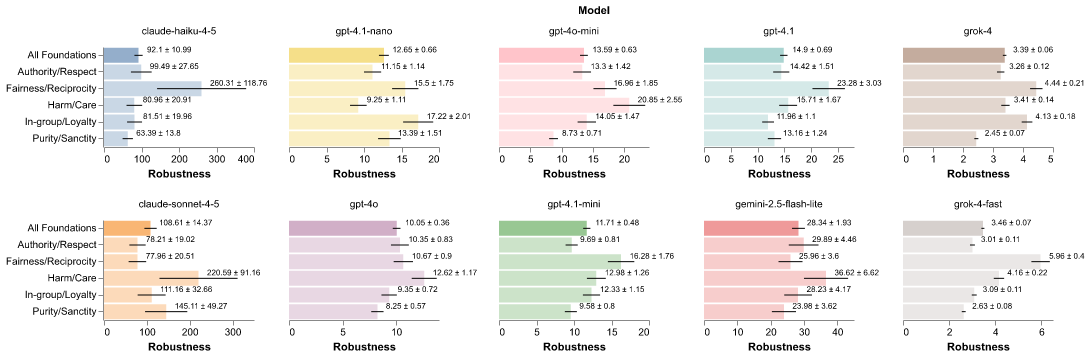 Model
claude-haiku-4-5
All Foundations
Authority/Respect
Fairness/Reciprocity
Harm/Care
In-group/Loyalty
Purity/Sanctity
92.1 ± 10.99
99.49 ± 27.65
260.31 ± 118.76
80.96 ± 20.91
81.51 ± 19.96
63.39 ± 13.8
0 100 200 300 400
Robustness
gpt-4.1-nano
12.65 ± 0.66
11.15 ± 1.14
15.5 ± 1.75
9.25 ± 1.11
17.22 ± 2.01
13.39 ± 1.51
0 5 10 15 20
Robustness
gpt-4o-mini
13.59 ± 0.63
13.3 ± 1.42
16.96 ± 1.85
20.85 ± 2.55
14.05 ± 1.47
8.73 ± 0.71
0 5 10 15 20
Robustness
gpt-4.1
14.9 ± 0.69
14.42 ± 1.51
23.28 ± 3.03
15.71 ± 1.67
11.96 ± 1.1
13.16 ± 1.24
0 5 10 15 20 25
Robustness
grok-4
3.39 ± 0.06
3.26 ± 0.12
4.44 ± 0.21
3.41 ± 0.14
4.13 ± 0.18
2.45 ± 0.07
0 1 2 3 4 5
Robustness
claude-sonnet-4-5
All Foundations
Authority/Respect
Fairness/Reciprocity
Harm/Care
In-group/Loyalty
Purity/Sanctity
108.61 ± 14.37
78.21 ± 19.02
77.96 ± 20.51
220.59 ± 91.16
111.16 ± 32.66
145.11 ± 49.27
0 100 200 300
Robustness
gpt-4o
10.05 ± 0.36
10.35 ± 0.83
10.67 ± 0.9
12.62 ± 1.17
9.35 ± 0.72
8.25 ± 0.57
0 5 10
Robustness
gpt-4.1-mini
11.71 ± 0.48
9.69 ± 0.81
16.28 ± 1.76
12.98 ± 1.26
12.33 ± 1.15
9.58 ± 0.8
0 5 10 15 20
Robustness
gemini-2.5-flash-lite
28.34 ± 1.93
29.89 ± 4.46
25.96 ± 3.6
36.62 ± 6.62
28.23 ± 4.17
23.98 ± 3.62
0 10 20 30 40
Robustness
grok-4-fast
3.46 ± 0.07
3.01 ± 0.11
5.96 ± 0.4
4.16 ± 0.22
3.09 ± 0.11
2.63 ± 0.08
0 2 4 6
Robustness